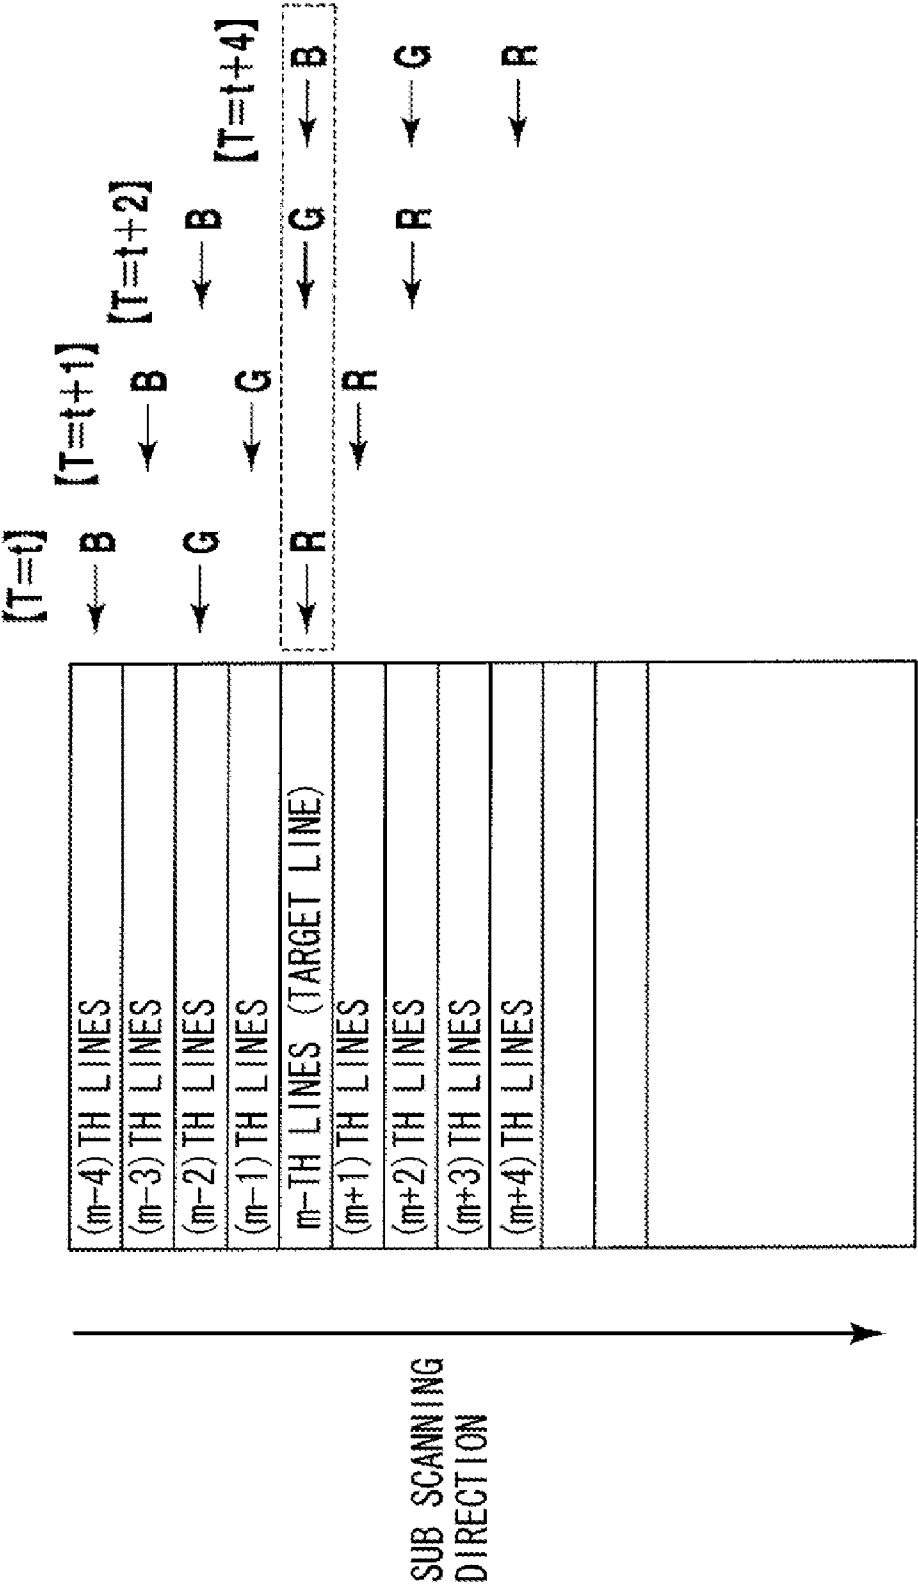 【T=t】
【T=t+1】
【T=t+2】
【T=t+4】
B
B
B
B
G
G
G
G
R
R
R
R
(m-4)TH LINES
(m-3)TH LINES
(m-2)TH LINES
(m-1)TH LINES
m-TH LINES (TARGET LINE)
(m+1)TH LINES
(m+2)TH LINES
(m+3)TH LINES
(m+4)TH LINES
SUB SCANNING
DIRECTION